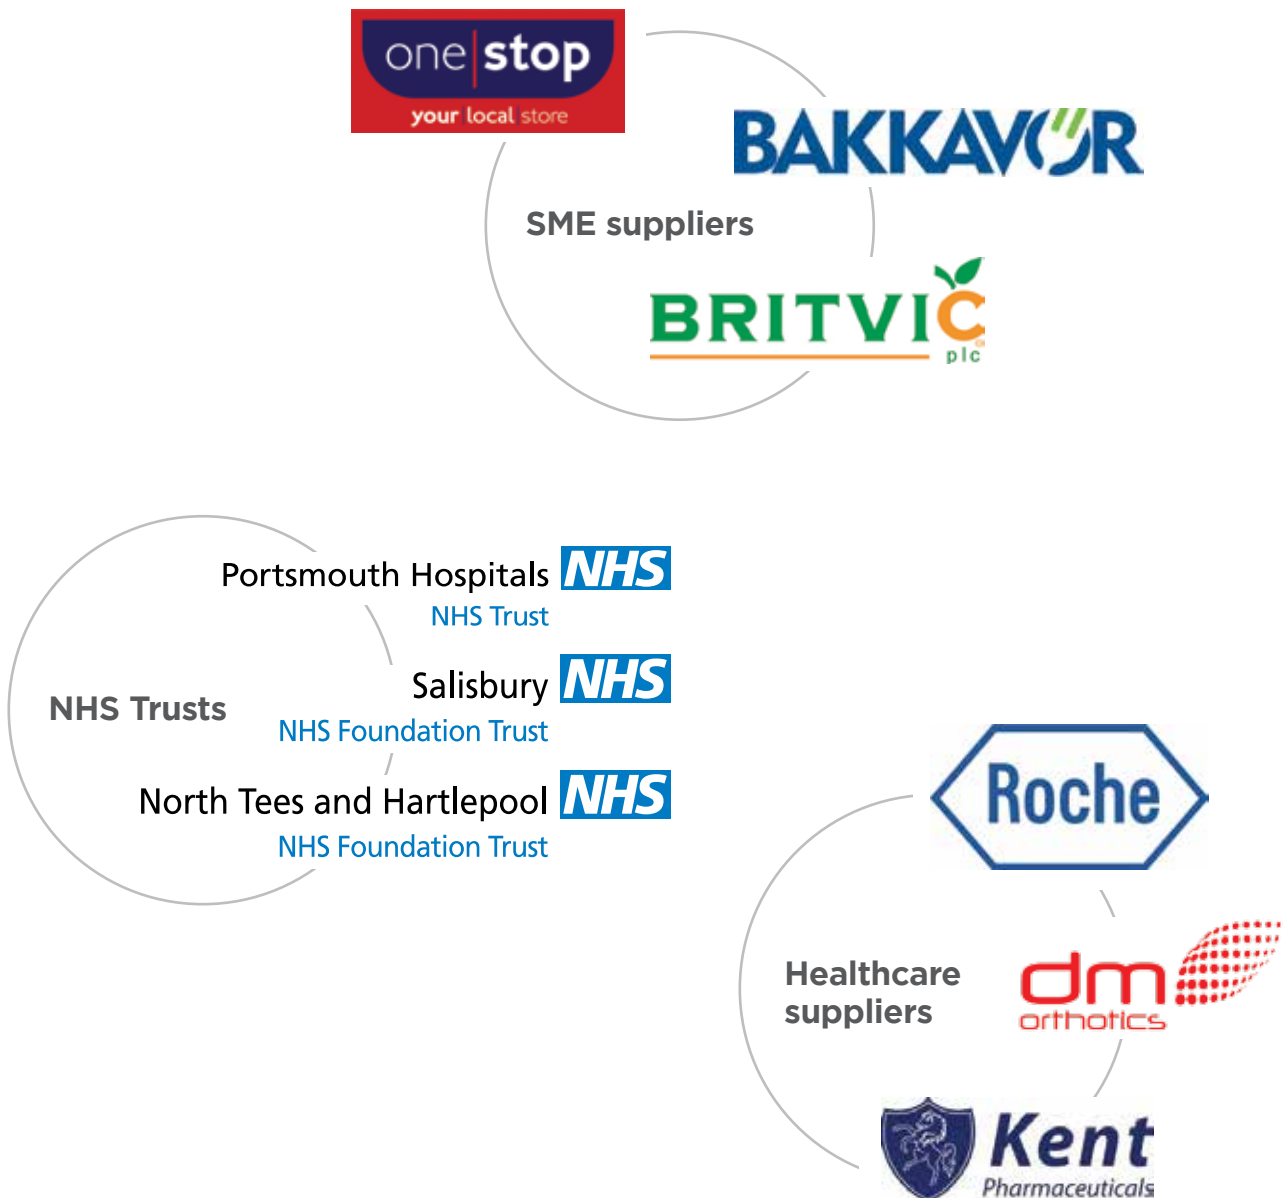 one stop
your local store
BAKKAVÖR
SME suppliers
BRITVIC
plc
Portsmouth Hospitals NHS
NHS Trust
Salisbury NHS
NHS Trusts
NHS Foundation Trust
North Tees and Hartlepool NHS
NHS Foundation Trust
Roche
Healthcare
suppliers
dm
orthotics
Kent
Pharmaceuticals